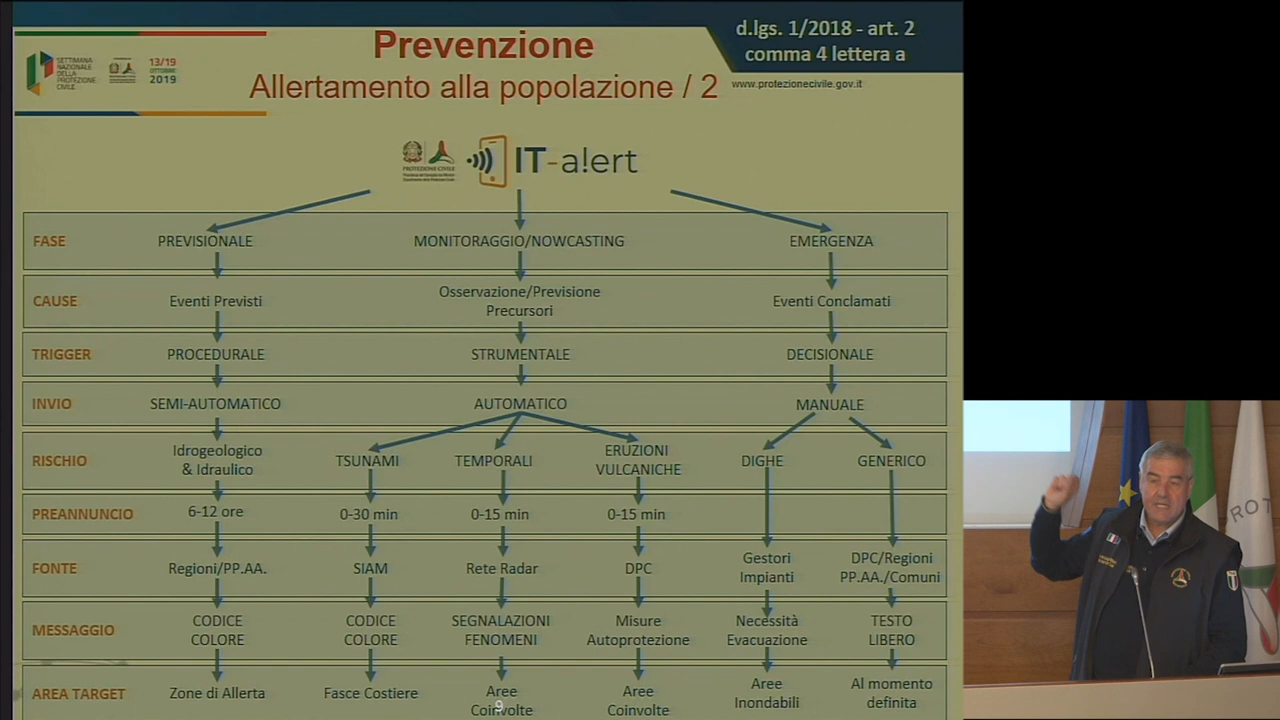 Prevenzione
Allertamento alla popolazione / 2
d.lgs. 1/2018 - art. 2
comma 4 lettera a
www.protezionecivile.gov.it
SETTIMANA
NAZIONALE
DELLA
PROTEZIONE
CIVILE
13/19
OTTOBRE
2019
PROTEZIONE CIVILE
IT-a!ert
FASE PREVISIONALE MONITORAGGIO/NOWCASTING EMERGENZA
CAUSE Eventi Previsti Osservazione/Previsione Precursori Eventi Conclamati
TRIGGER PROCEDURALE STRUMENTALE DECISIONALE
INVIO SEMI-AUTOMATICO AUTOMATICO MANUALE
RISCHIO Idrogeologico & Idraulico TSUNAMI TEMPORALI ERUZIONI VULCANICHE DIGHE GENERICO
PREANNUNCIO 6-12 ore 0-30 min 0-15 min 0-15 min
FONTE Regioni/PP.AA. SIAM Rete Radar DPC Gestori Impianti DPC/Regioni PP.AA./Comuni
MESSAGGIO CODICE COLORE CODICE COLORE SEGNALAZIONI FENOMENI Misure Autoprotezione Necessità Evacuazione TESTO LIBERO
AREA TARGET Zone di Allerta Fasce Costiere Aree Coinvolte Aree Coinvolte Aree Inondabili Al momento definita
9
ROT